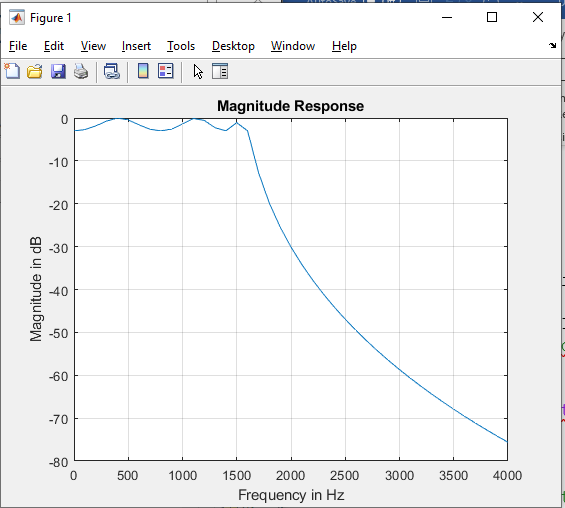 Figure 1
File Edit View Insert Tools Desktop Window Help
Magnitude Response
0
-10
-20
-30
-40
-50
-60
-70
-80
Magnitude in dB
0 500 1000 1500 2000 2500 3000 3500 4000
Frequency in Hz